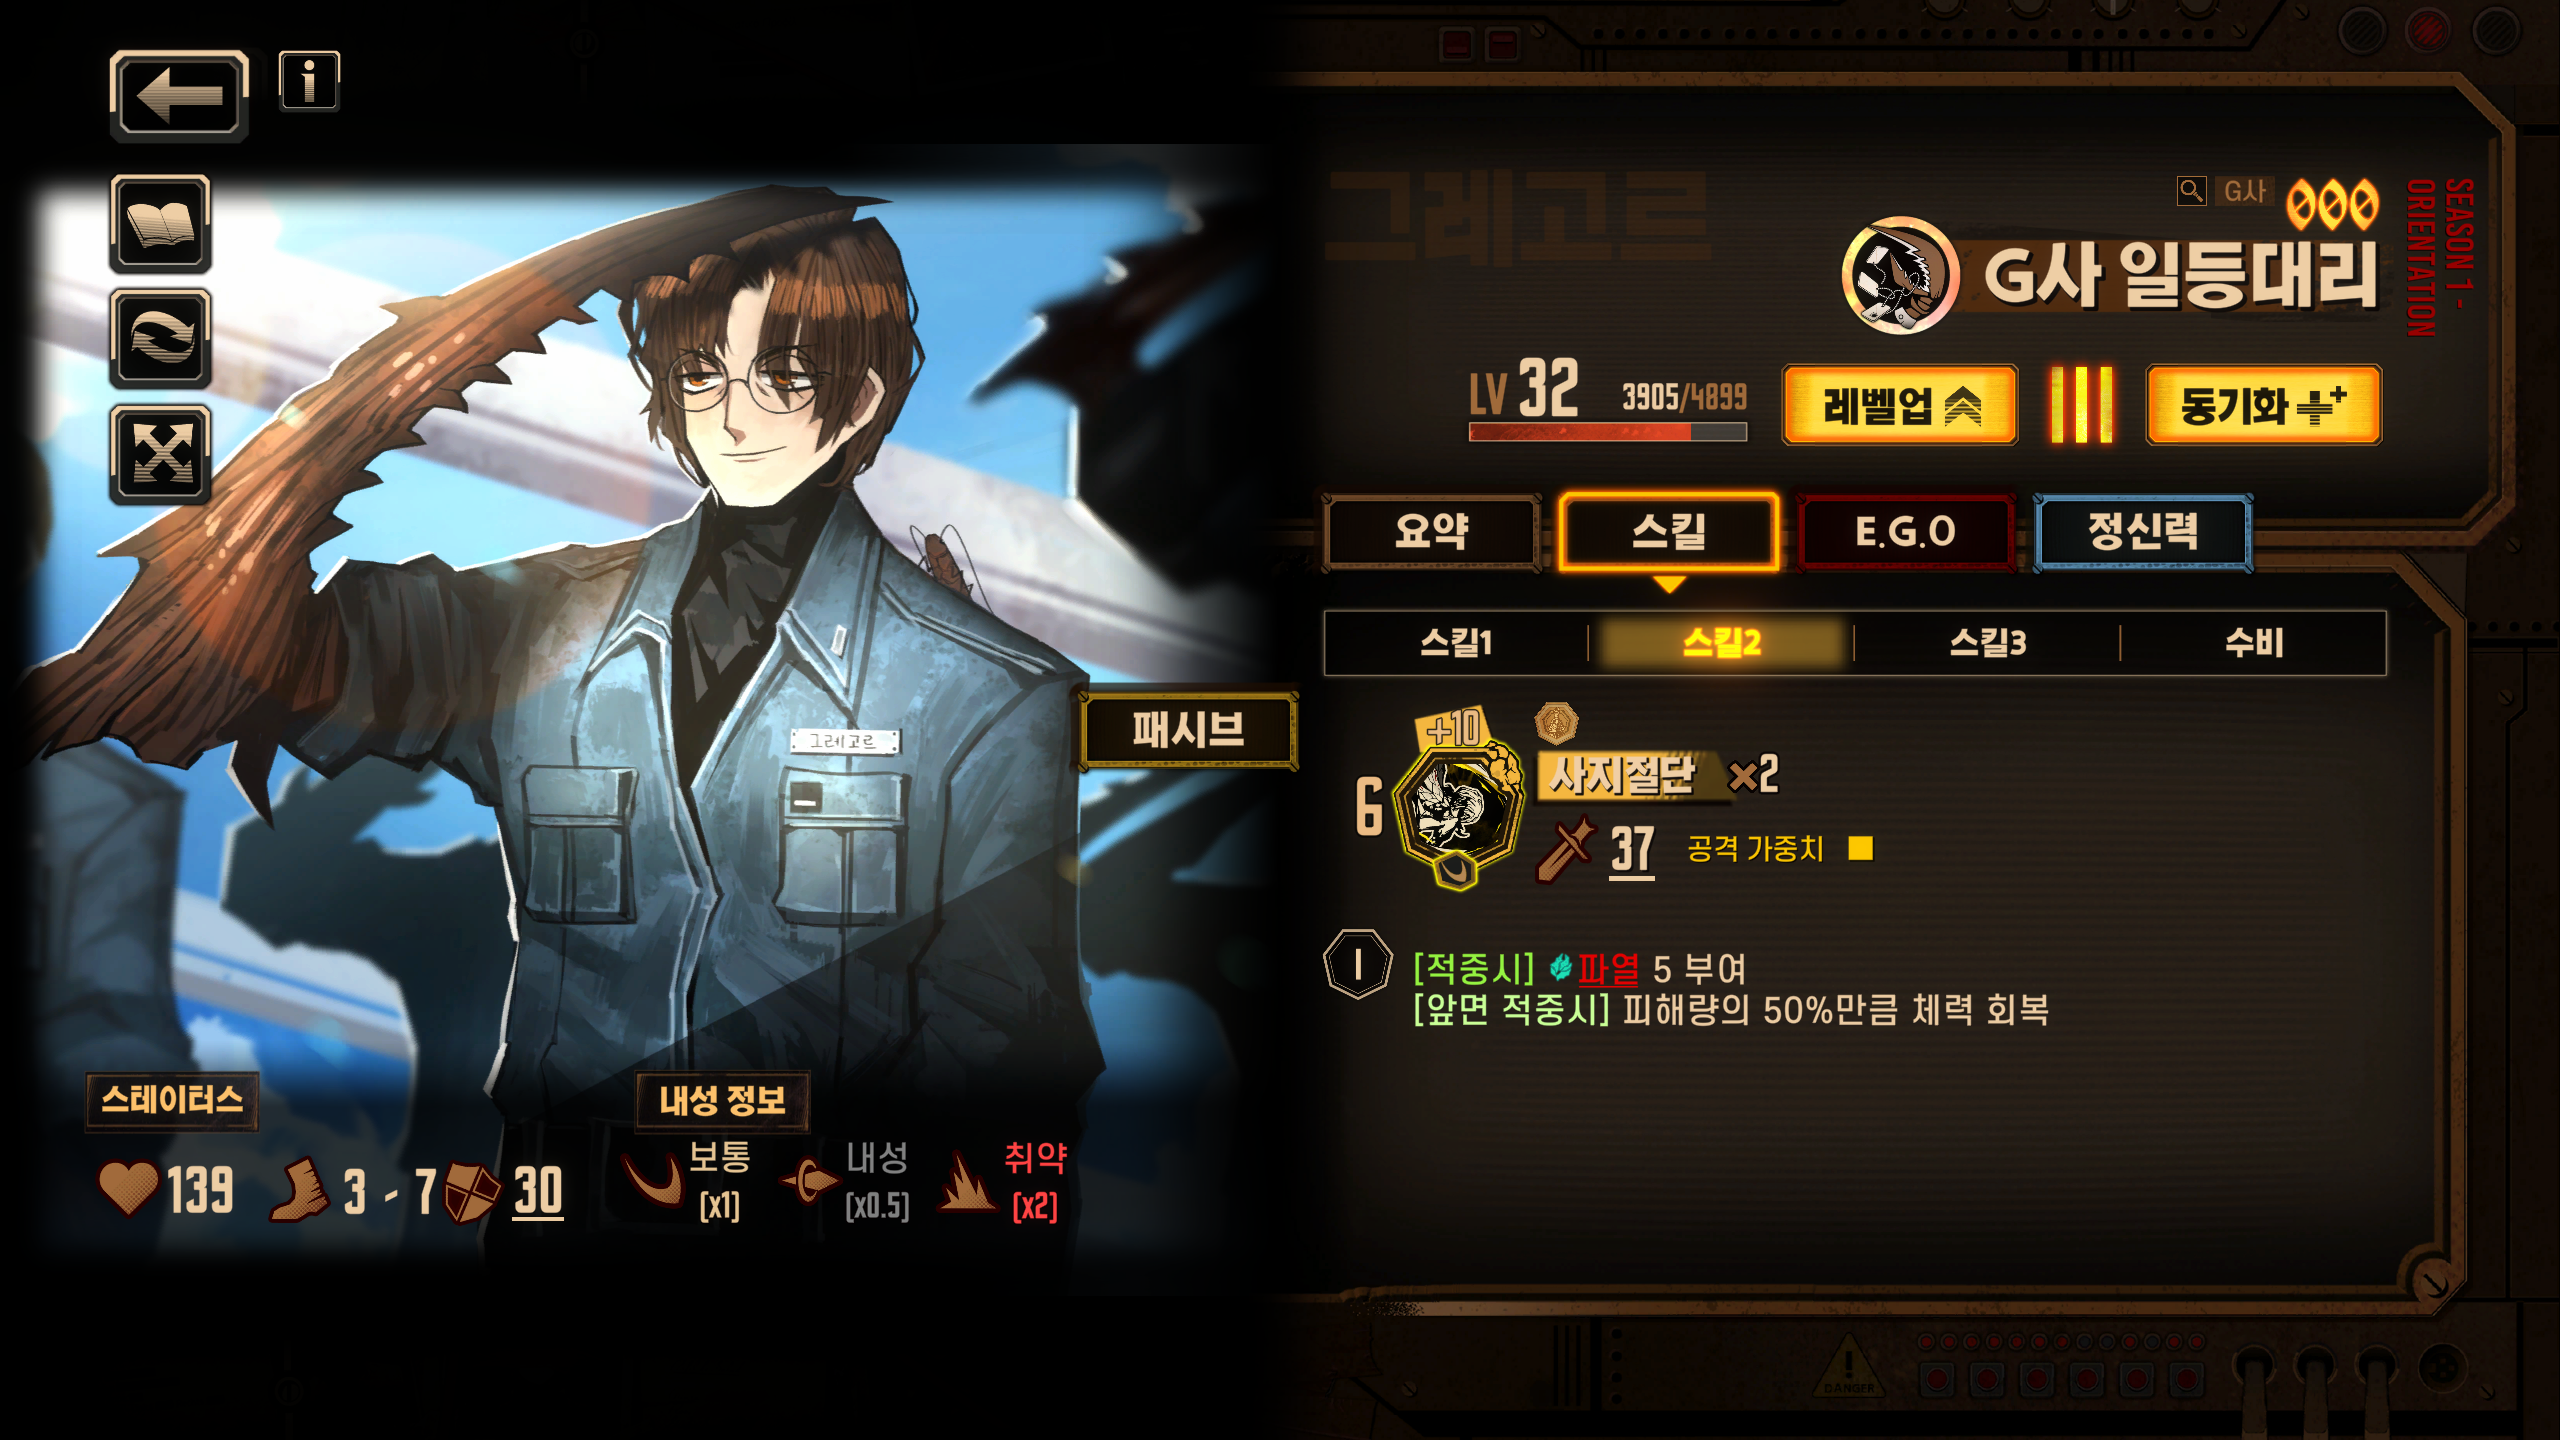 그레고르
G사
G사 일등대리
SEASON 1 -
ORIENTATION
LV 32
3905/4899
레벨업
동기화
요약
스킬
E.G.O
정신력
스킬1
스킬2
스킬3
수비
+10
6
사지절단 ×2
37
공격 가중치
I
[적중시] 파열 5 부여
[앞면 적중시] 피해량의 50%만큼 체력 회복
패시브
그레고르
스테이터스
139
3 - 7
30
내성 정보
보통
[x1]
내성
[x0.5]
취약
[x2]
DANGER